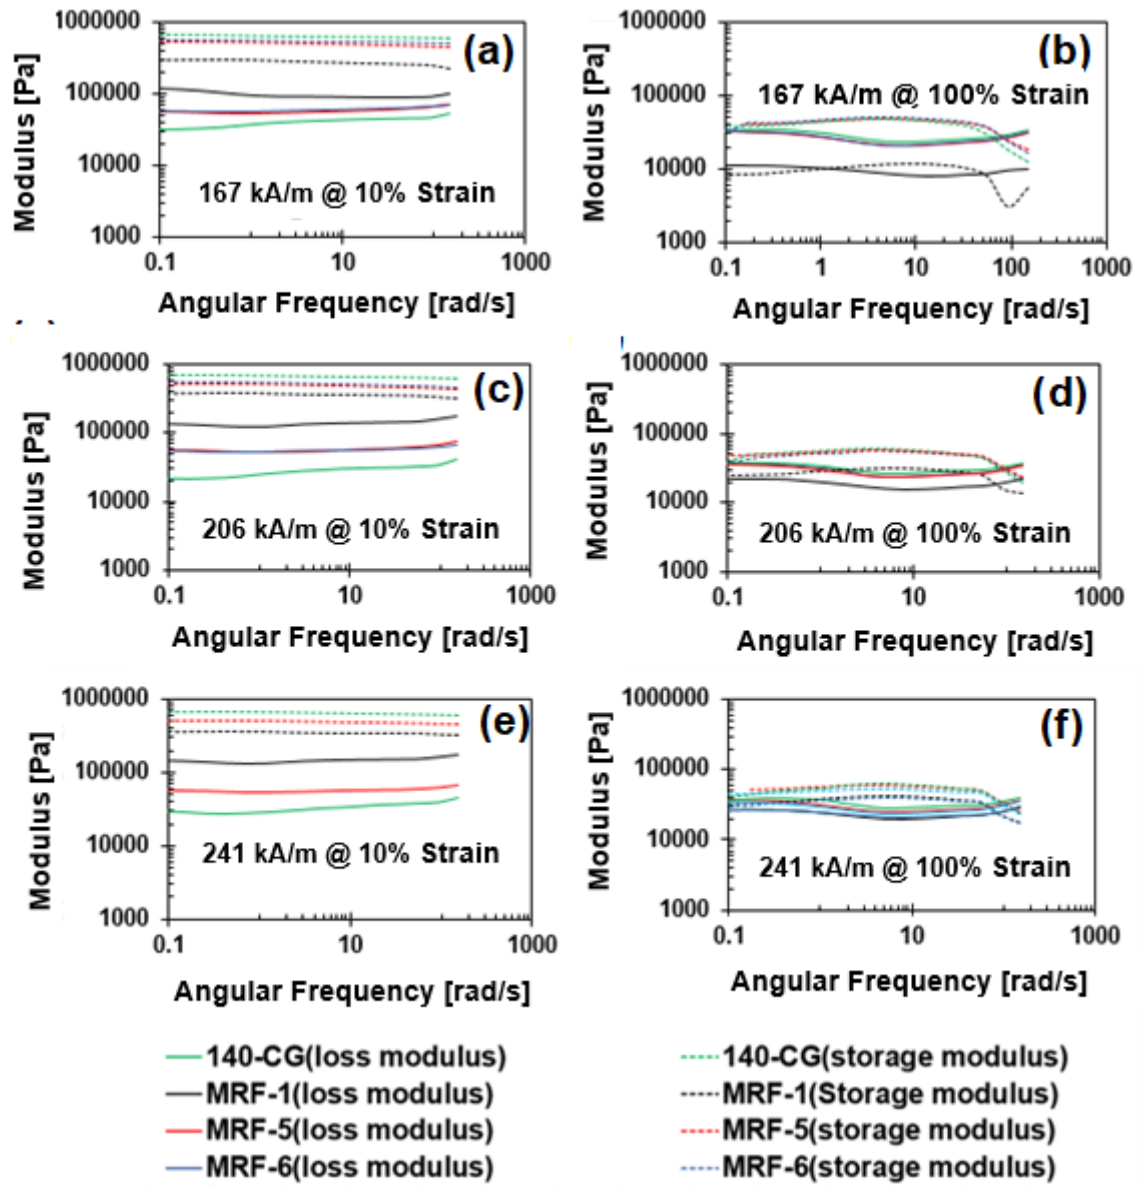 1000000
100000
10000
1000
Modulus [Pa]
(a)
167 kA/m @ 10% Strain
0.1 10 1000
Angular Frequency [rad/s]
1000000
100000
10000
1000
Modulus [Pa]
(b)
167 kA/m @ 100% Strain
0.1 1 10 100 1000
Angular Frequency [rad/s]
1000000
100000
10000
1000
Modulus [Pa]
(c)
206 kA/m @ 10% Strain
0.1 10 1000
Angular Frequency [rad/s]
1000000
100000
10000
1000
Modulus [Pa]
(d)
206 kA/m @ 100% Strain
0.1 10 1000
Angular Frequency [rad/s]
1000000
100000
10000
1000
Modulus [Pa]
(e)
241 kA/m @ 10% Strain
0.1 10 1000
Angular Frequency [rad/s]
1000000
100000
10000
1000
Modulus [Pa]
(f)
241 kA/m @ 100% Strain
0.1 10 1000
Angular Frequency [rad/s]
140-CG(loss modulus)
MRF-1(loss modulus)
MRF-5(loss modulus)
MRF-6(loss modulus)
140-CG(storage modulus)
MRF-1(Storage modulus)
MRF-5(storage modulus)
MRF-6(storage modulus)